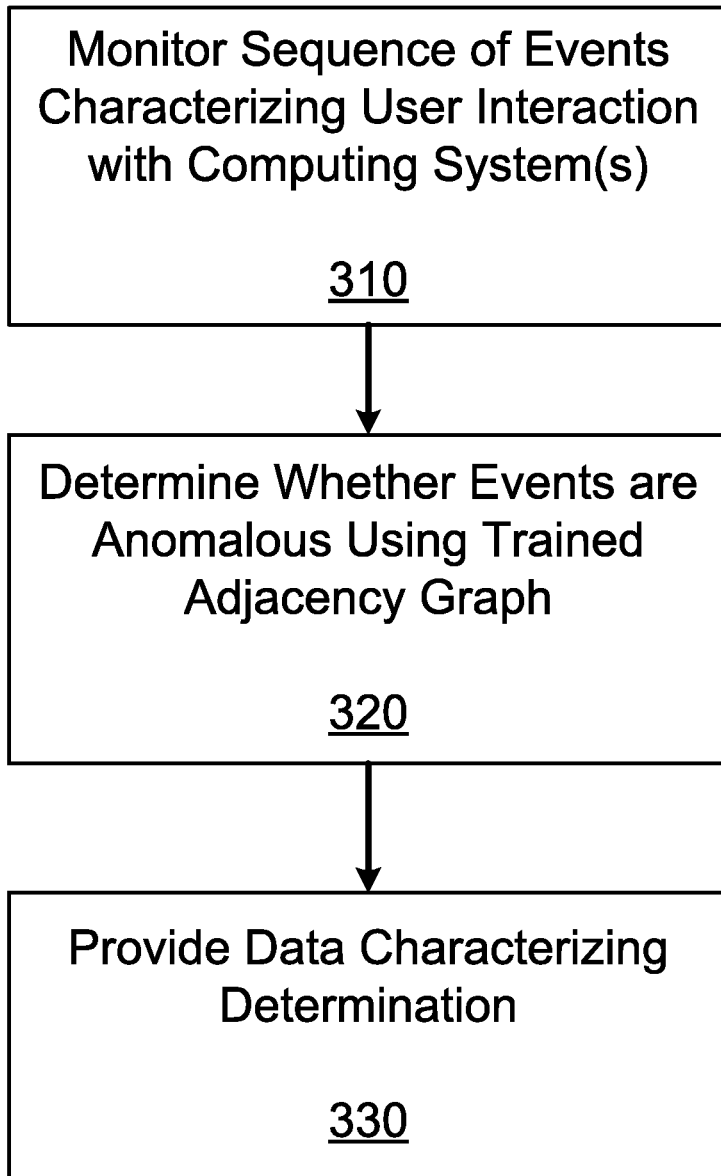 Monitor Sequence of Events
Characterizing User Interaction
with Computing System(s)
310
Determine Whether Events are
Anomalous Using Trained
Adjacency Graph
320
Provide Data Characterizing
Determination
330